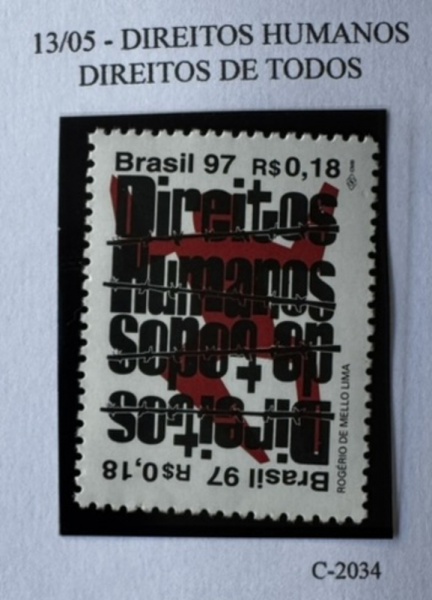 13/05 - DIREITOS HUMANOS
DIREITOS DE TODOS
Brasil 97 R$ 0,18
Direitos
Humanos
de todos
Direitos
Brasil 97 R$ 0,18
ROGÉRIO DE MELLO LIMA
C-2034